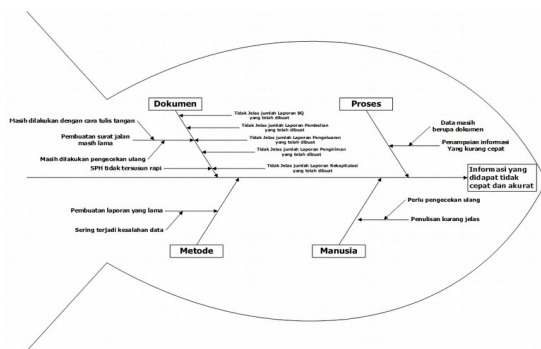 Dokumen
Proses
Tidak Jelas jumlah Laporan BQ
yang telah dibuat
Tidak Jelas jumlah Laporan Pembelian
yang telah dibuat
Tidak Jelas jumlah Laporan Pengeluaran
yang telah dibuat
Tidak Jelas jumlah Laporan Pengiriman
yang telah dibuat
Tidak Jelas jumlah Laporan Rekapitulasi
yang telah dibuat
Masih dilakukan dengan cara tulis tangan
Pembuatan surat jalan
masih lama
Masih dilakukan pengecekan ulang
SPH tidak tersusun rapi
Data masih
berupa dokumen
Penampaian informasi
Yang kurang cepat
Informasi yang
didapat tidak
cepat dan akurat
Pembuatan laporan yang lama
Sering terjadi kesalahan data
Perlu pengecekan ulang
Penulisan kurang jelas
Metode
Manusia